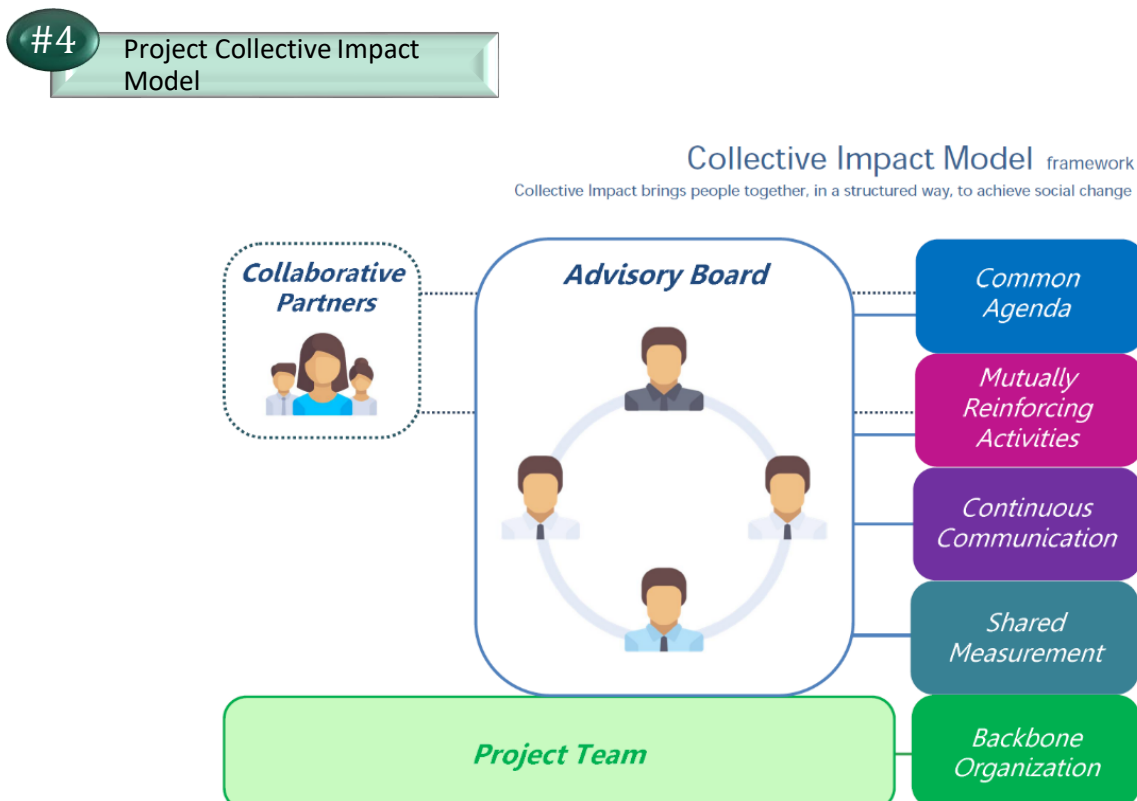 #4
Project Collective Impact
Model
Collective Impact Model framework
Collective Impact brings people together, in a structured way, to achieve social change
Collaborative
Partners
Advisory Board
Common
Agenda
Mutually
Reinforcing
Activities
Continuous
Communication
Shared
Measurement
Project Team
Backbone
Organization